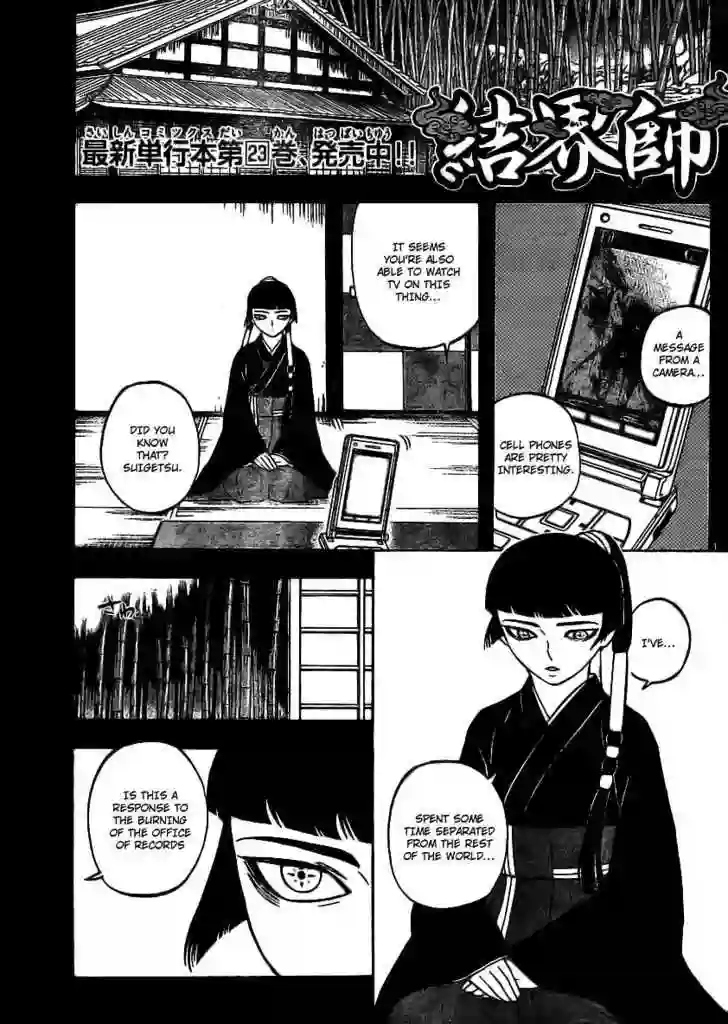 結界師
さいしんコミックスだい かん はつばいちゅう
最新単行本第23巻、発売中!!
A
MESSAGE
FROM A
CAMERA...
CELL PHONES
ARE PRETTY
INTERESTING.
IT SEEMS
YOU'RE ALSO
ABLE TO WATCH
TV ON THIS
THING...
DID YOU
KNOW
THAT?
SUIGETSU.
I'VE...
SPENT SOME
TIME SEPARATED
FROM THE REST
OF THE WORLD...
IS THIS A
RESPONSE TO
THE BURNING
OF THE OFFICE
OF RECORDS